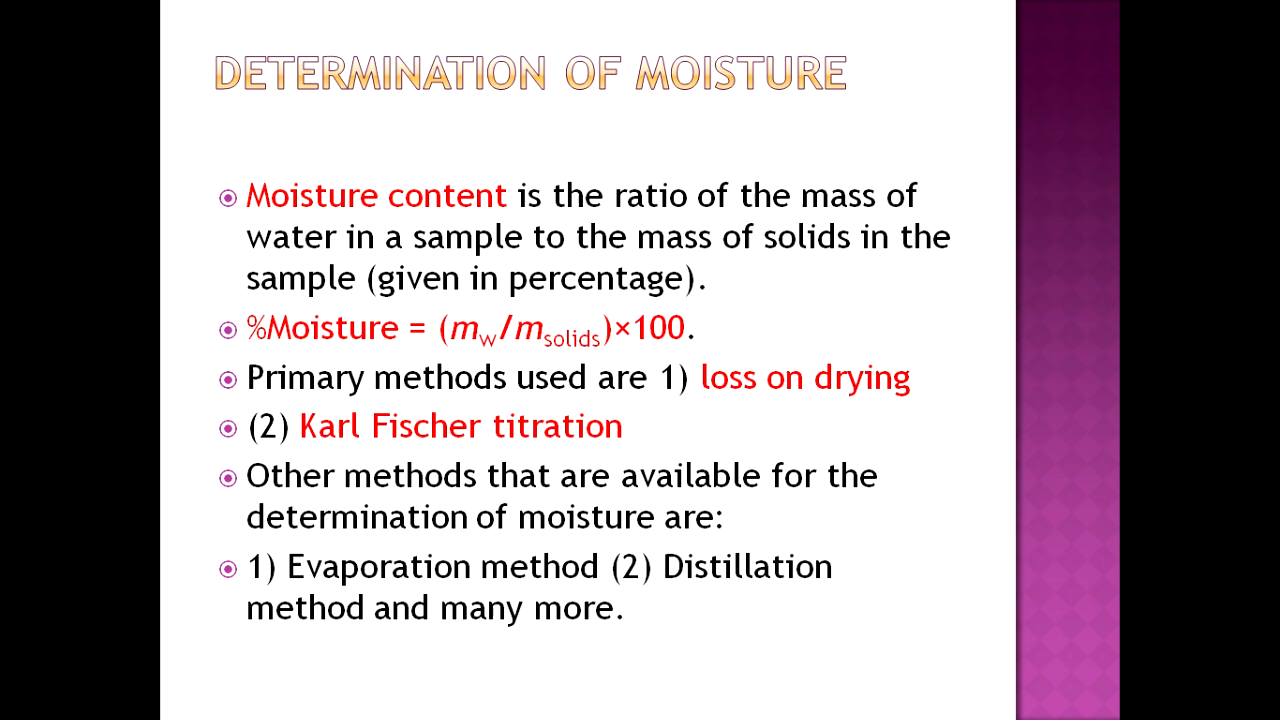 DETERMINATION OF MOISTURE
Moisture content is the ratio of the mass of
water in a sample to the mass of solids in the
sample (given in percentage).
%Moisture = (mw/msolids)×100.
Primary methods used are 1) loss on drying
(2) Karl Fischer titration
Other methods that are available for the
determination of moisture are:
1) Evaporation method (2) Distillation
method and many more.